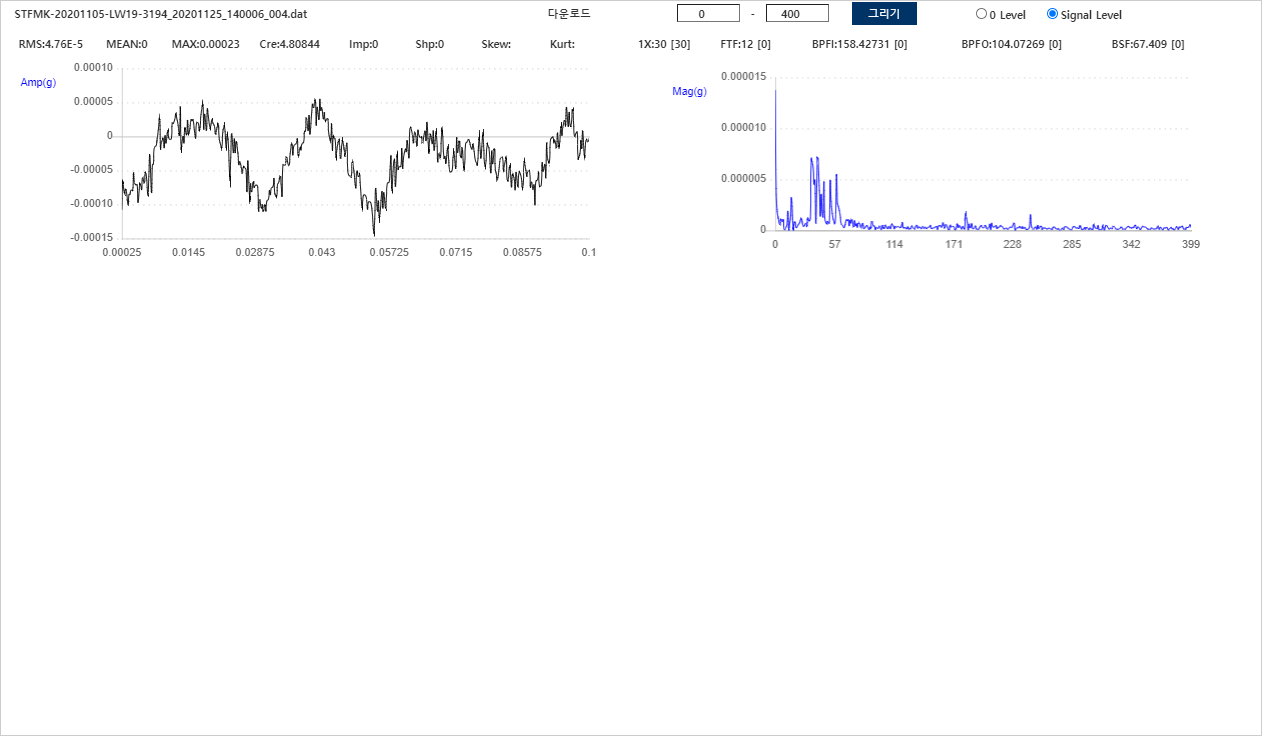 STFMK-20201105-LW19-3194_20201125_140006_004.dat 다운로드 0 - 400 그리기 0 Level Signal Level
RMS:4.76E-5 MEAN:0 MAX:0.00023 Cre:4.80844 Imp:0 Shp:0 Skew: Kurt: 1X:30 [30] FTF:12 [0] BPFI:158.42731 [0] BPFO:104.07269 [0] BSF:67.409 [0]
Amp(g)
0.00010
0.00005
0
-0.00005
-0.00010
-0.00015
0.00025 0.0145 0.02875 0.043 0.05725 0.0715 0.08575 0.1
Mag(g)
0.000015
0.000010
0.000005
0
0 57 114 171 228 285 342 399